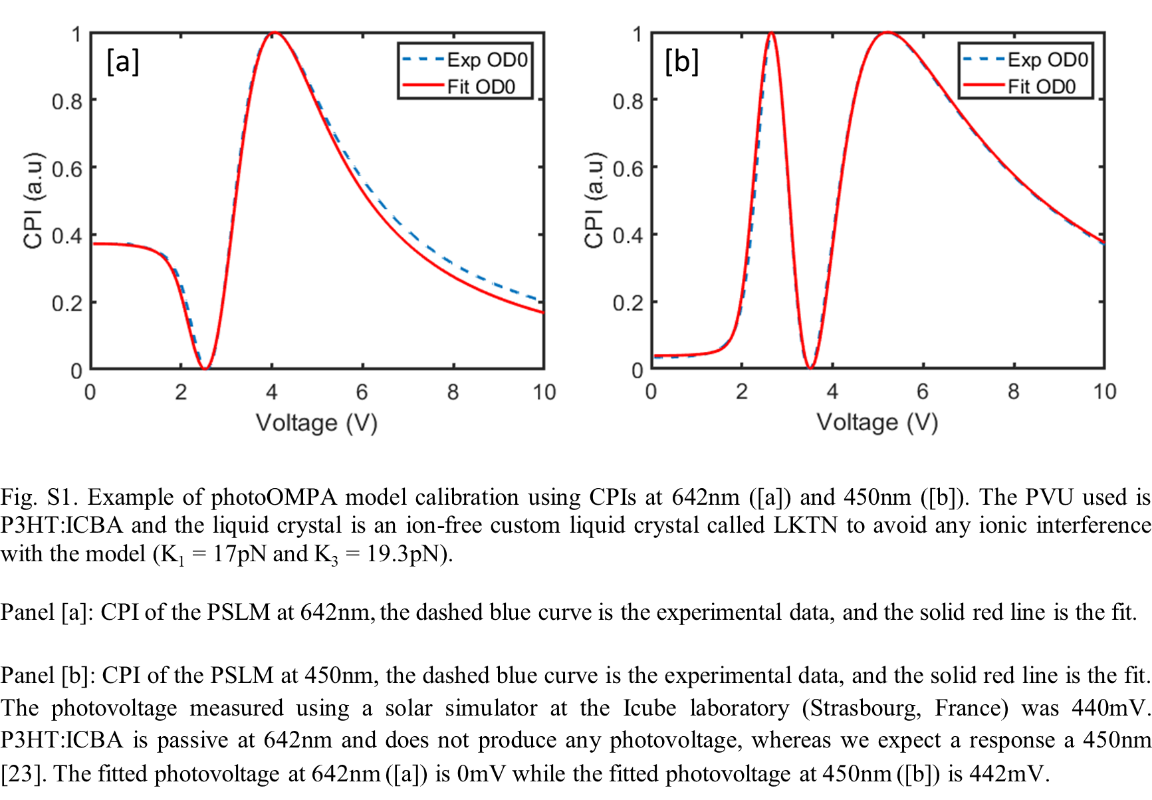 [a]
Exp OD0
Fit OD0
CPI (a.u)
1
0.8
0.6
0.4
0.2
0
0 2 4 6 8 10
Voltage (V)
[b]
Exp OD0
Fit OD0
CPI (a.u)
1
0.8
0.6
0.4
0.2
0
0 2 4 6 8 10
Voltage (V)
Fig. S1. Example of photoOMPA model calibration using CPIs at 642nm ([a]) and 450nm ([b]). The PVU used is
P3HT:ICBA and the liquid crystal is an ion-free custom liquid crystal called LKTN to avoid any ionic interference
with the model (K₁ = 17pN and K₃ = 19.3pN).
Panel [a]: CPI of the PSLM at 642nm, the dashed blue curve is the experimental data, and the solid red line is the fit.
Panel [b]: CPI of the PSLM at 450nm, the dashed blue curve is the experimental data, and the solid red line is the fit.
The photovoltage measured using a solar simulator at the Icube laboratory (Strasbourg, France) was 440mV.
P3HT:ICBA is passive at 642nm and does not produce any photovoltage, whereas we expect a response a 450nm
[23]. The fitted photovoltage at 642nm ([a]) is 0mV while the fitted photovoltage at 450nm ([b]) is 442mV.